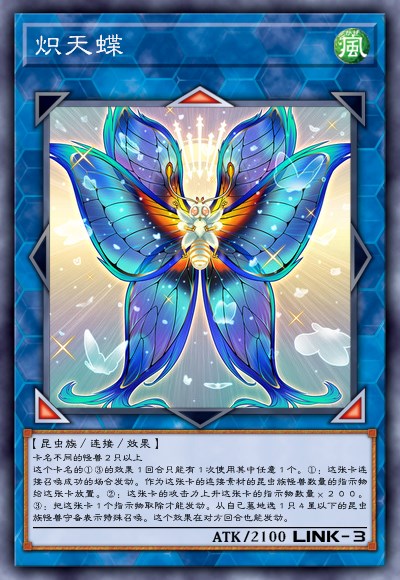 炽天蝶
風
【昆虫族／连接／效果】
卡名不同的怪兽2只以上
这个卡名的①③的效果1回合只能有1次使用其中任意1个。①：这张卡连
接召唤成功的场合发动。作为这张卡的连接素材的昆虫族怪兽数量的指示物
给这张卡放置。②：这张卡的攻击力上升这张卡的指示物数量×200。
③：把这张卡1个指示物取除才能发动。从自己墓地选1只4星以下的昆虫
族怪兽守备表示特殊召唤。这个效果在对方回合也能发动。
ATK/2100 LINK-3